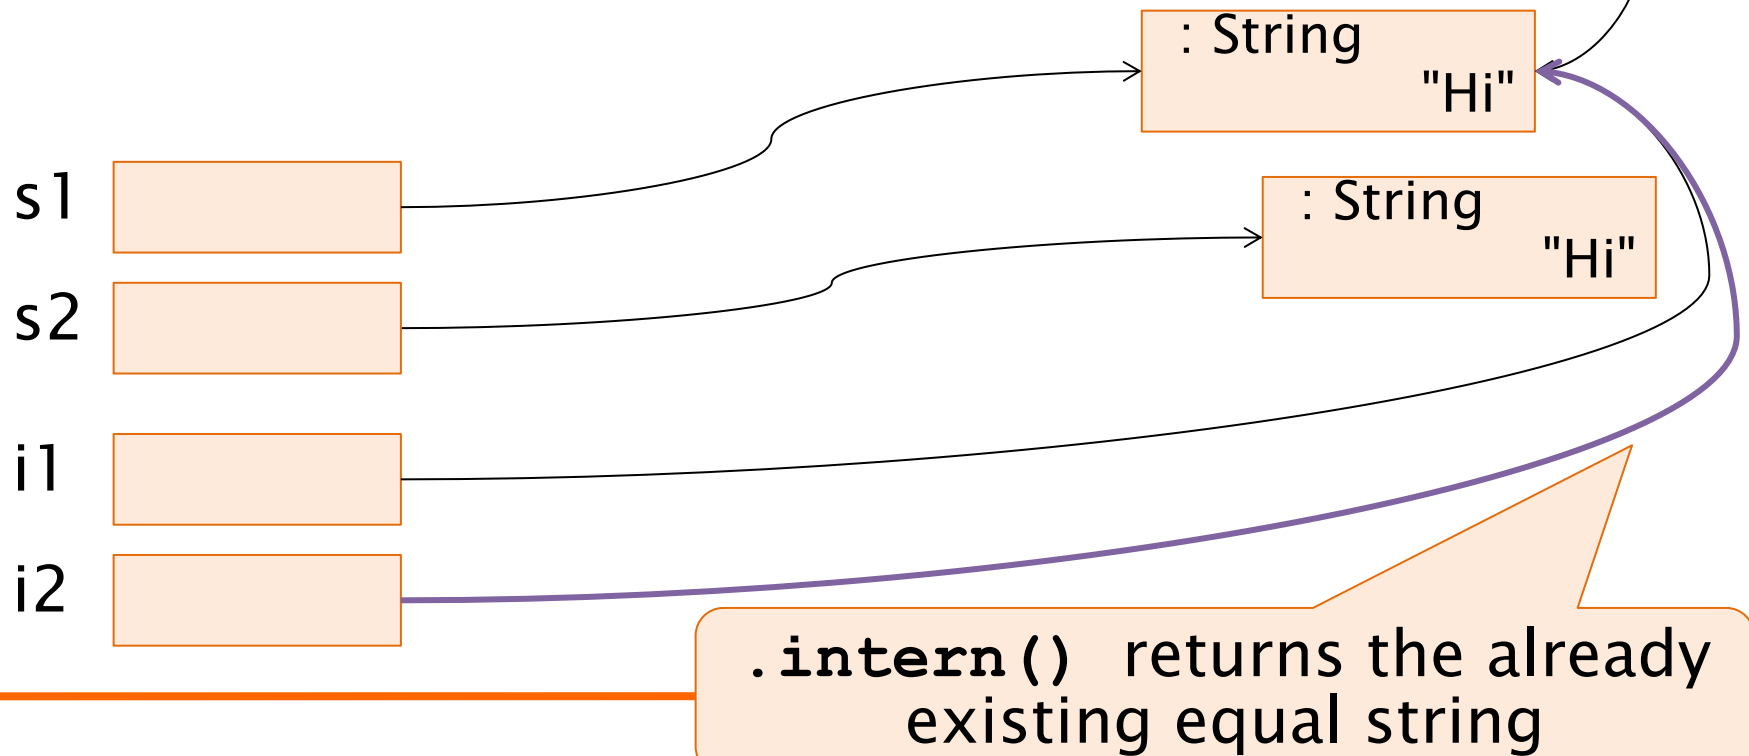 : String
"Hi"
s1
: String
"Hi"
s2
i1
i2
.intern() returns the already
existing equal string